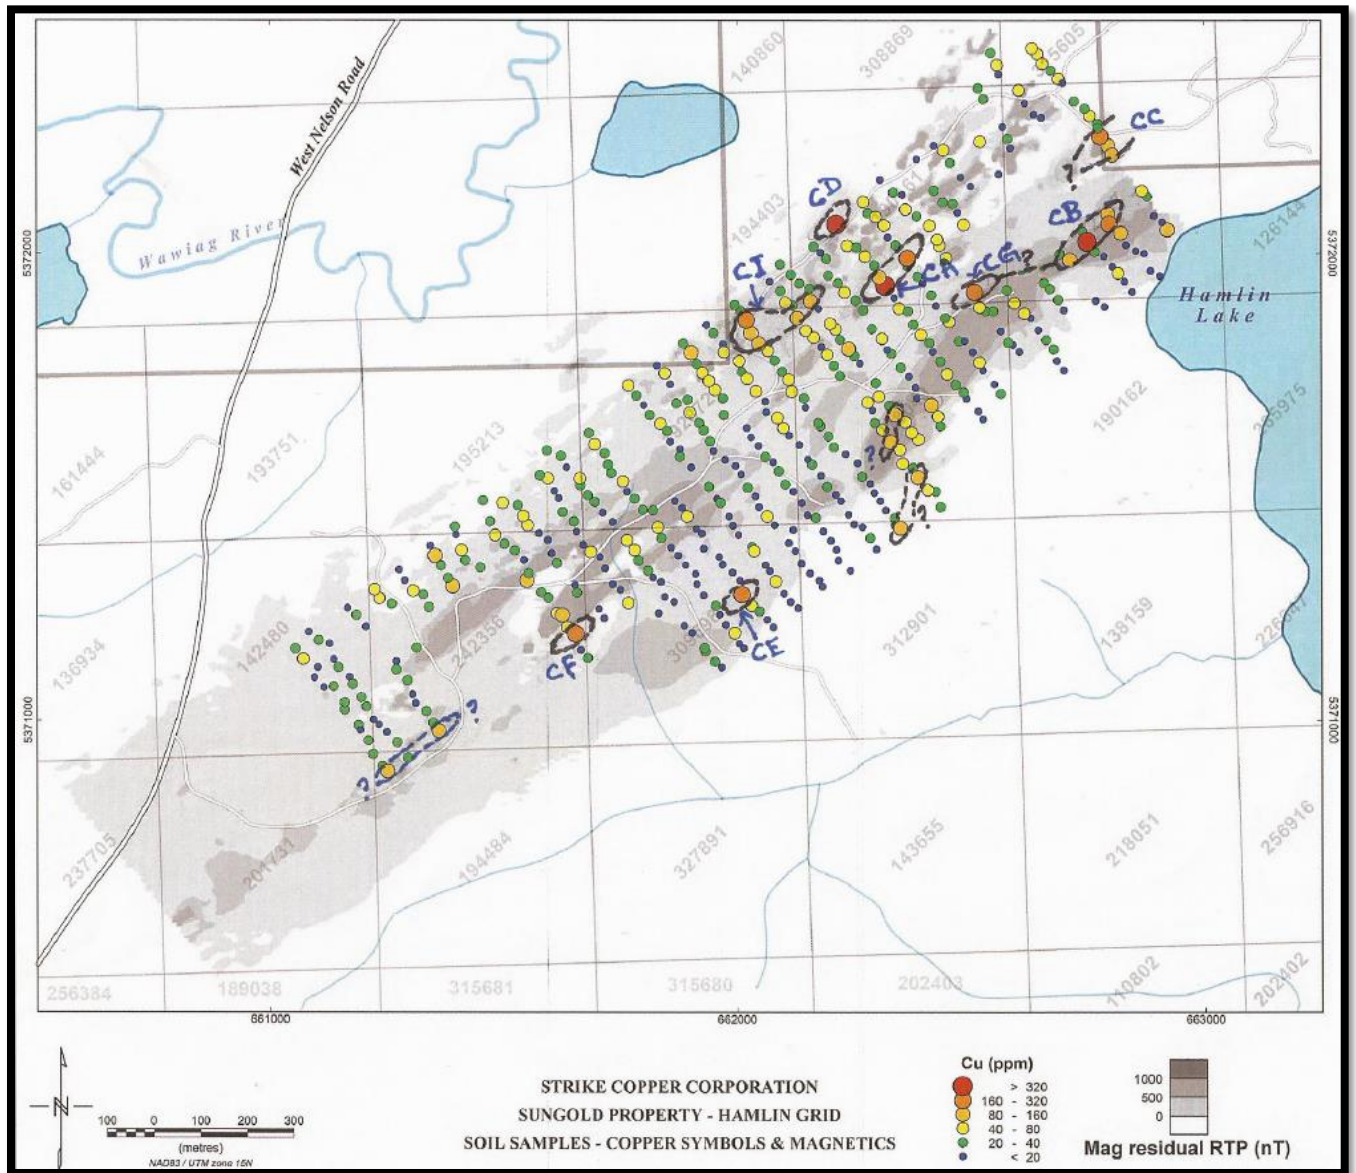 140860
308869
CC
West Nelson Road
CD
194403
CB
126144
5372000
Wawiag River
CJ
CA
CG
?
?
5372000
Hamlin
Lake
190162
161444
193751
195213
?
?
136934
142480
242356
312901
138159
CF
CE
5371000
?
?
5371000
237705
201731
194484
327891
143655
218051
256916
256384
189038
315681
315680
202403
110802
202402
661000
662000
663000
N
100 0 100 200 300
(metres)
NAD83 / UTM zone 15N
STRIKE COPPER CORPORATION
SUNGOLD PROPERTY - HAMLIN GRID
SOIL SAMPLES - COPPER SYMBOLS & MAGNETICS
Cu (ppm)
> 320
160 - 320
80 - 160
40 - 80
20 - 40
< 20
1000
500
0
Mag residual RTP (nT)